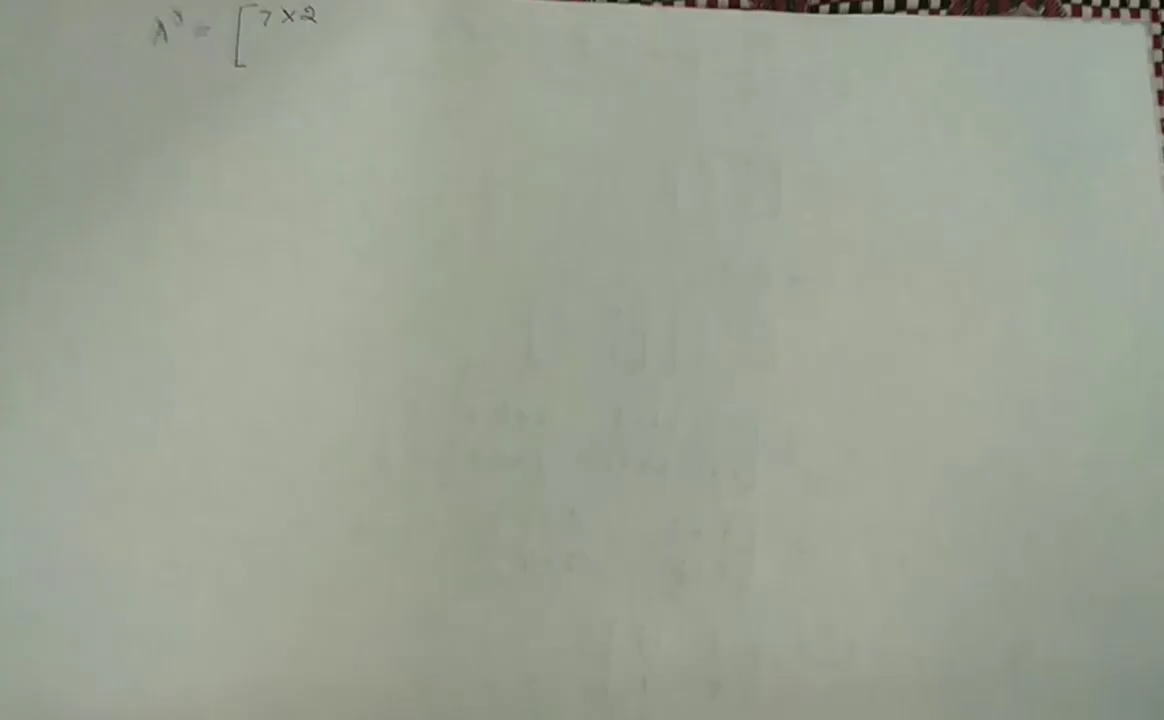 A³ = [ 7 × 2